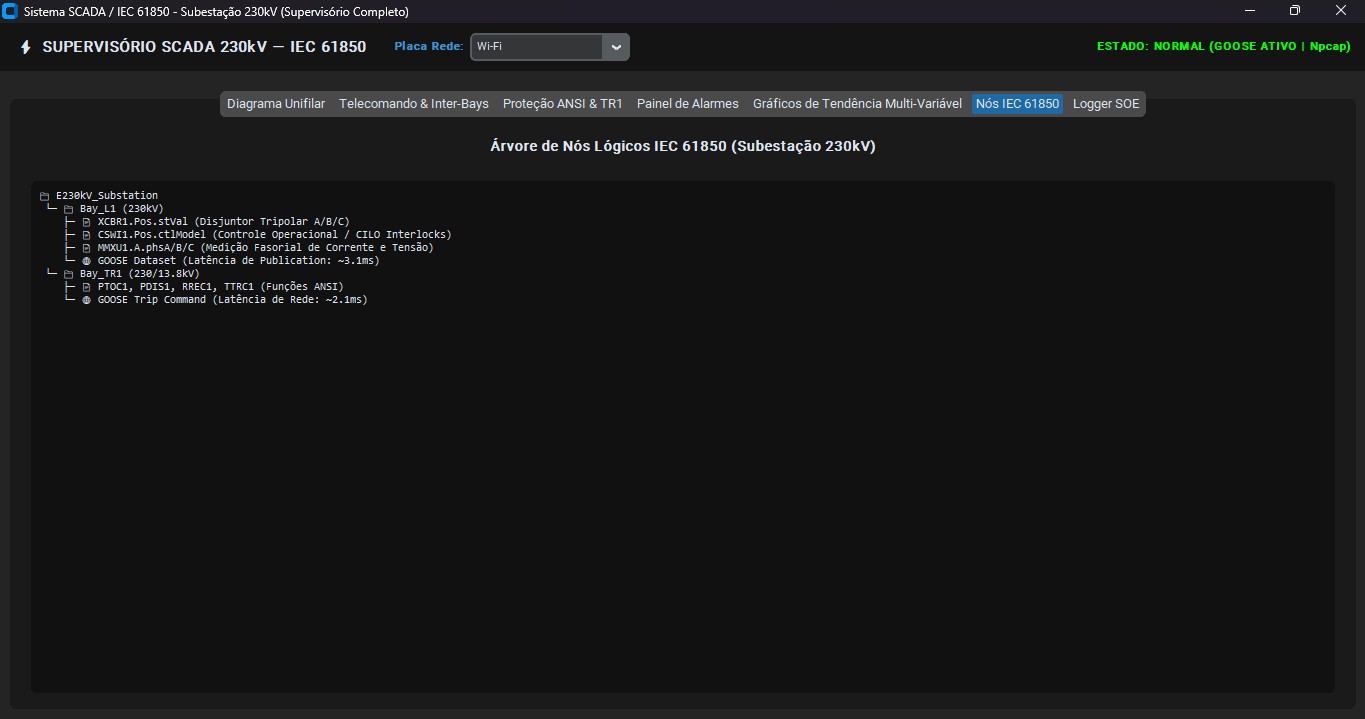 Sistema SCADA / IEC 61850 - Subestação 230kV (Supervisório Completo)
SUPERVISÓRIO SCADA 230kV — IEC 61850
Placa Rede:
Wi-Fi
ESTADO: NORMAL (GOOSE ATIVO | Npcap)
Diagrama Unifilar
Telecomando & Inter-Bays
Proteção ANSI & TR1
Painel de Alarmes
Gráficos de Tendência Multi-Variável
Nós IEC 61850
Logger SOE
Árvore de Nós Lógicos IEC 61850 (Subestação 230kV)
E230kV_Substation
Bay_L1 (230kV)
XCBR1.Pos.stVal (Disjuntor Tripolar A/B/C)
CSWI1.Pos.ctlModel (Controle Operacional / CILO Interlocks)
MMXU1.A.phsA/B/C (Medição Fasorial de Corrente e Tensão)
GOOSE Dataset (Latência de Publication: ~3.1ms)
Bay_TR1 (230/13.8kV)
PTOC1, PDIS1, RREC1, TTRC1 (Funções ANSI)
GOOSE Trip Command (Latência de Rede: ~2.1ms)